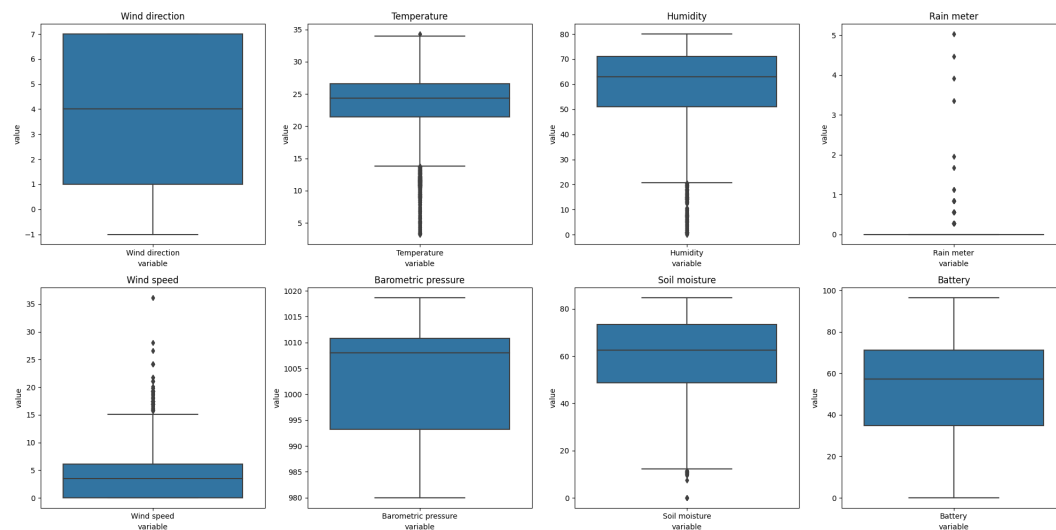 Wind direction
value
7
6
5
4
3
2
1
0
−1
Wind direction
variable
Temperature
value
35
30
25
20
15
10
5
Temperature
variable
Humidity
value
80
70
60
50
40
30
20
10
0
Humidity
variable
Rain meter
value
5
4
3
2
1
0
Rain meter
variable
Wind speed
value
35
30
25
20
15
10
5
0
Wind speed
variable
Barometric pressure
value
1020
1015
1010
1005
1000
995
990
985
980
Barometric pressure
variable
Soil moisture
value
80
60
40
20
0
Soil moisture
variable
Battery
value
100
80
60
40
20
0
Battery
variable